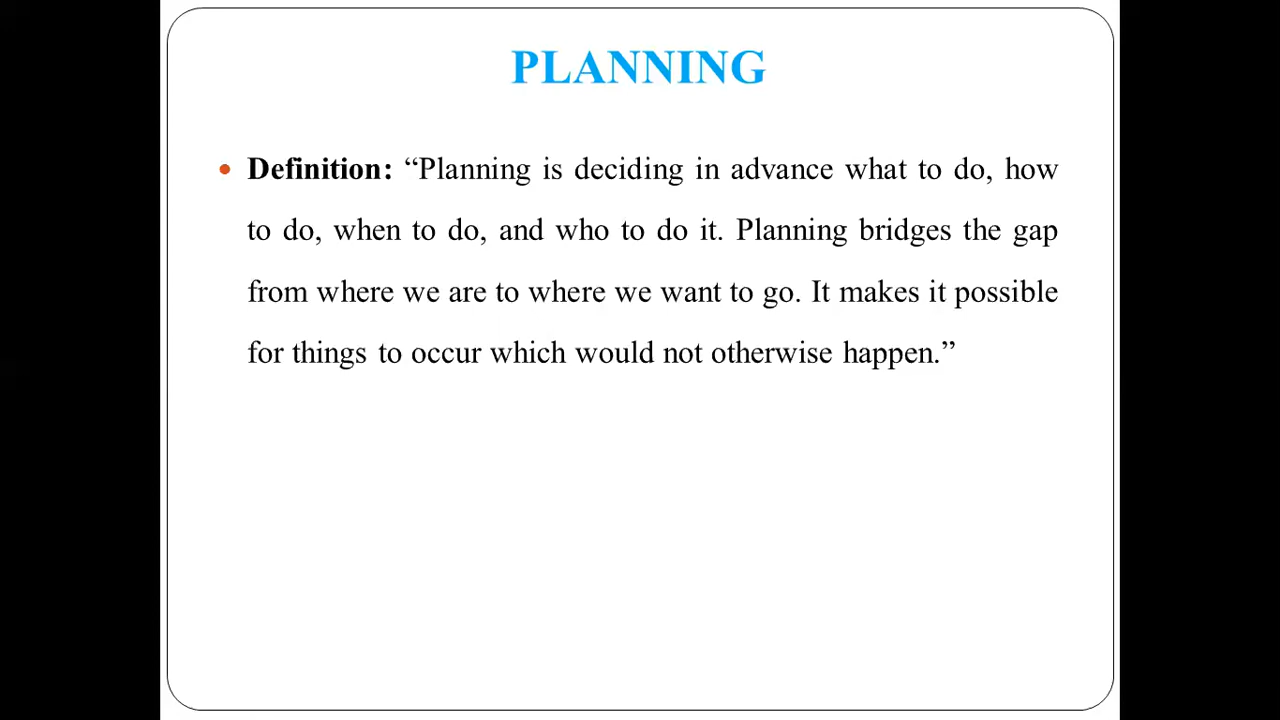 PLANNING
• Definition: “Planning is deciding in advance what to do, how
to do, when to do, and who to do it. Planning bridges the gap
from where we are to where we want to go. It makes it possible
for things to occur which would not otherwise happen.”